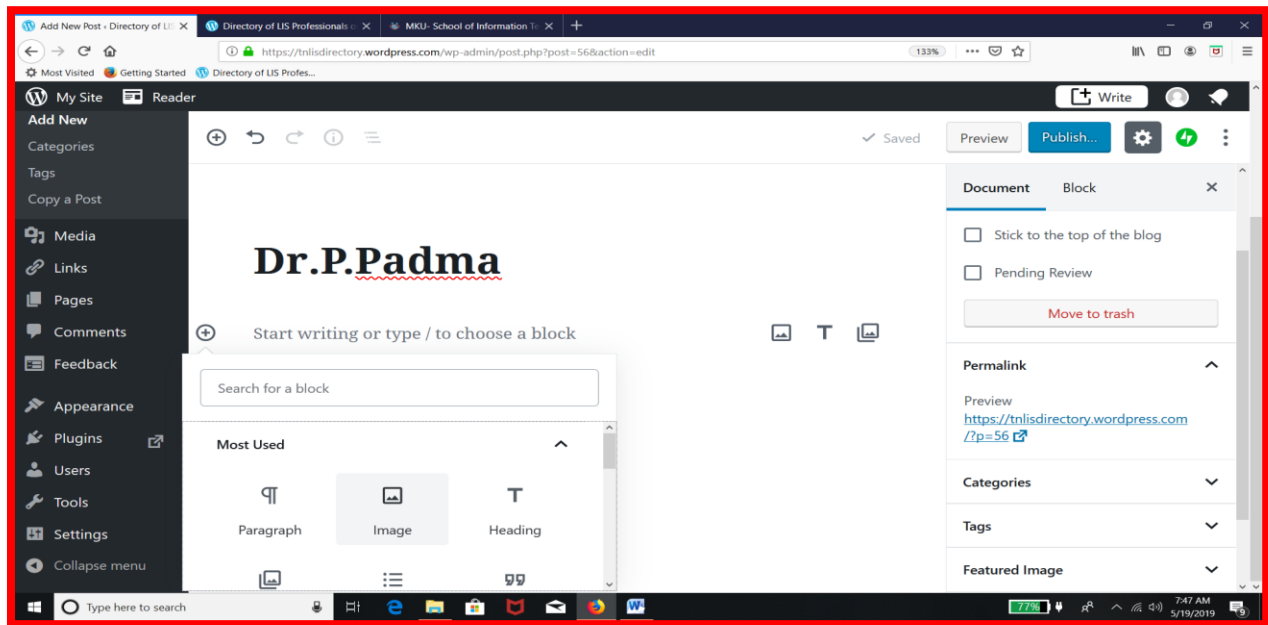 Add New Post ‹ Directory of LIS
Directory of LIS Professionals o
MKU- School of Information Te
https://tnlisdirectory.wordpress.com/wp-admin/post.php?post=56&action=edit
133%
Most Visited
Getting Started
Directory of LIS Profes...
My Site
Reader
Write
Add New
Categories
Tags
Copy a Post
Media
Links
Pages
Comments
Feedback
Appearance
Plugins
Users
Tools
Settings
Collapse menu
Saved
Preview
Publish...
Dr.P.Padma
Start writing or type / to choose a block
Search for a block
Most Used
Paragraph
Image
Heading
Document
Block
Stick to the top of the blog
Pending Review
Move to trash
Permalink
Preview
https://tnlisdirectory.wordpress.com
/?p=56
Categories
Tags
Featured Image
Type here to search
77%
7:47 AM
5/19/2019
9